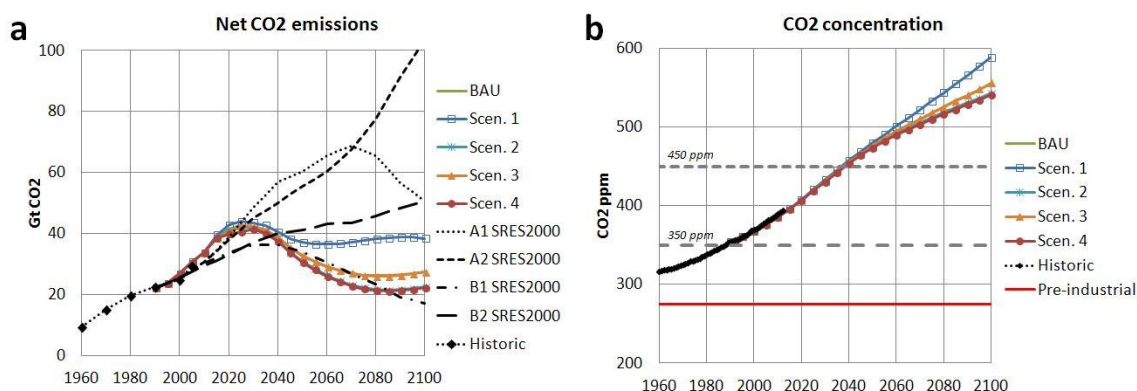 a
Net CO2 emissions
Gt CO2
100
80
60
40
20
0
1960 1980 2000 2020 2040 2060 2080 2100
BAU
Scen. 1
Scen. 2
Scen. 3
Scen. 4
A1 SRES2000
A2 SRES2000
B1 SRES2000
B2 SRES2000
Historic
b
CO2 concentration
CO2 ppm
600
500
400
300
200
450 ppm
350 ppm
1960 1980 2000 2020 2040 2060 2080 2100
BAU
Scen. 1
Scen. 2
Scen. 3
Scen. 4
Historic
Pre-industrial